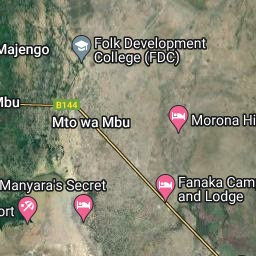 Majengo
Folk Development
College (FDC)
Mbu
B144
Mto wa Mbu
Morona Hi
Fanaka Cam
and Lodge
Manyara's Secret
ort